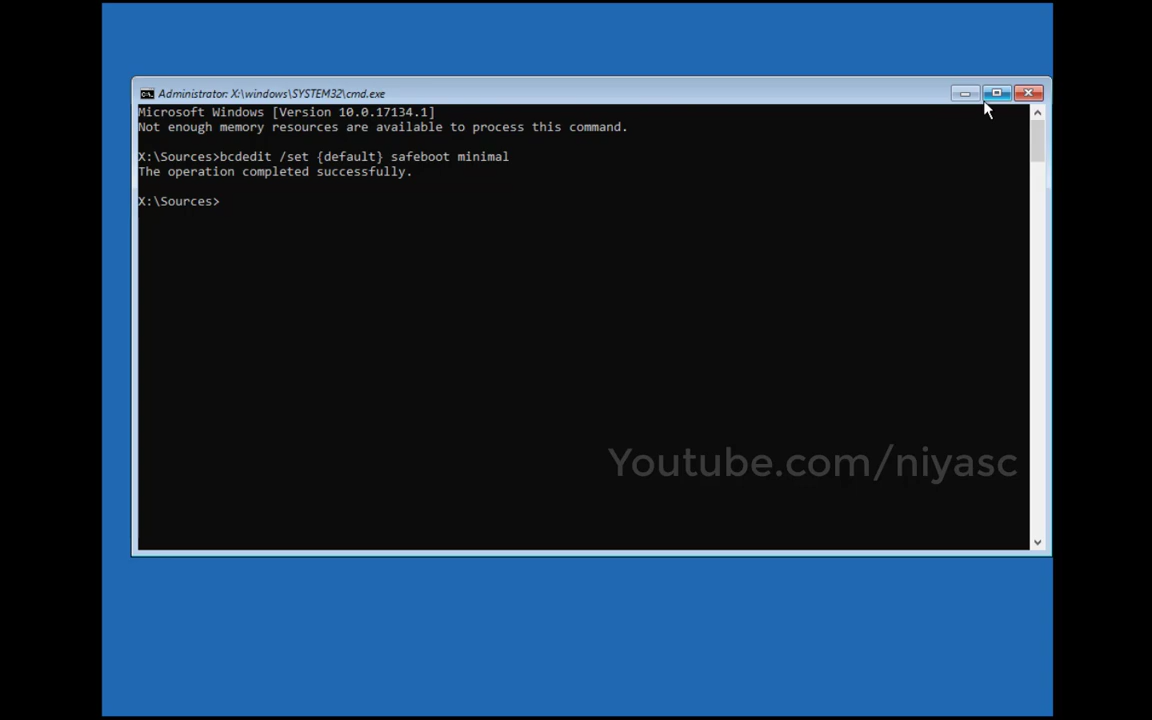 Administrator: X:\windows\SYSTEM32\cmd.exe
Microsoft Windows [Version 10.0.17134.1]
Not enough memory resources are available to process this command.
X:\Sources>bcdedit /set {default} safeboot minimal
The operation completed successfully.
X:\Sources>
Youtube.com/niyasc